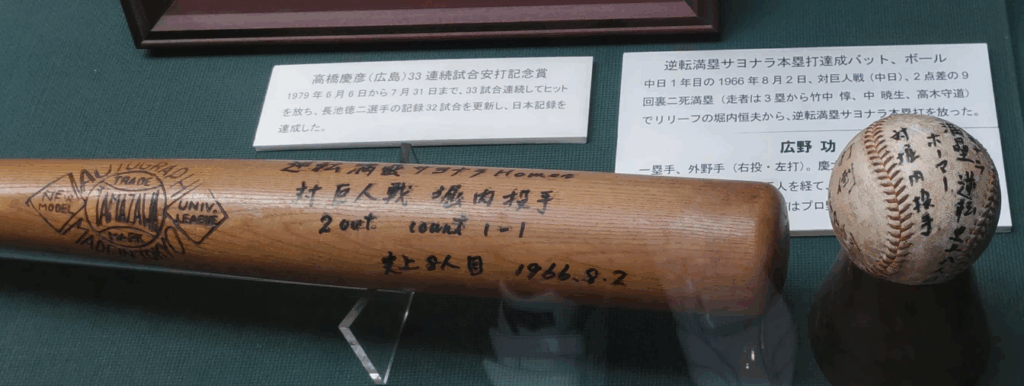 高橋慶彦(広島)33連続試合安打記念賞
1979年6月6日から7月31日まで、33試合連続してヒット
を放ち、長池徳二選手の記録32試合を更新し、日本記録を
達成した。
逆転満塁サヨナラ本塁打達成バット、ボール
中日1年目の1966年8月2日、対巨人戦(中日)、2点差の9
回裏二死満塁(走者は3塁から竹中 惇、中 暁生、高木守道)
でリリーフの堀内恒夫から、逆転満塁サヨナラ本塁打を放った。
広野 功
一塁手、外野手(右投・左打)。慶
人を経て
はプロ野
AUTOGRAPH
TRADE
NEW
MODEL
TAMAZAWA
UNIV.
LEAGUE
MADE IN TOKYO
逆転満塁サヨナラHomer
対巨人戦 堀内投手
2 out count 1-1
史上8人目 1966.8.2
満塁 逆転
ホーマー
対堀内投手